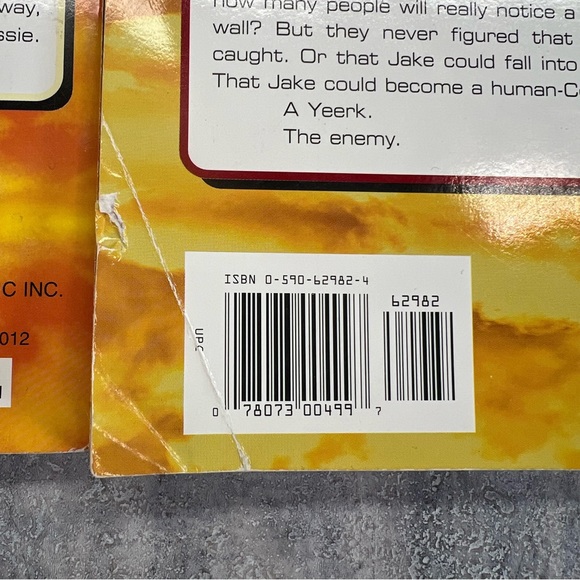 way,
ssie.
C INC.
012
how many people will really notice a
wall? But they never figured that
caught. Or that Jake could fall into
That Jake could become a human-C
A Yeerk.
The enemy.
ISBN 0-590-62982-4
62982
UPC
0 78073 00499 7